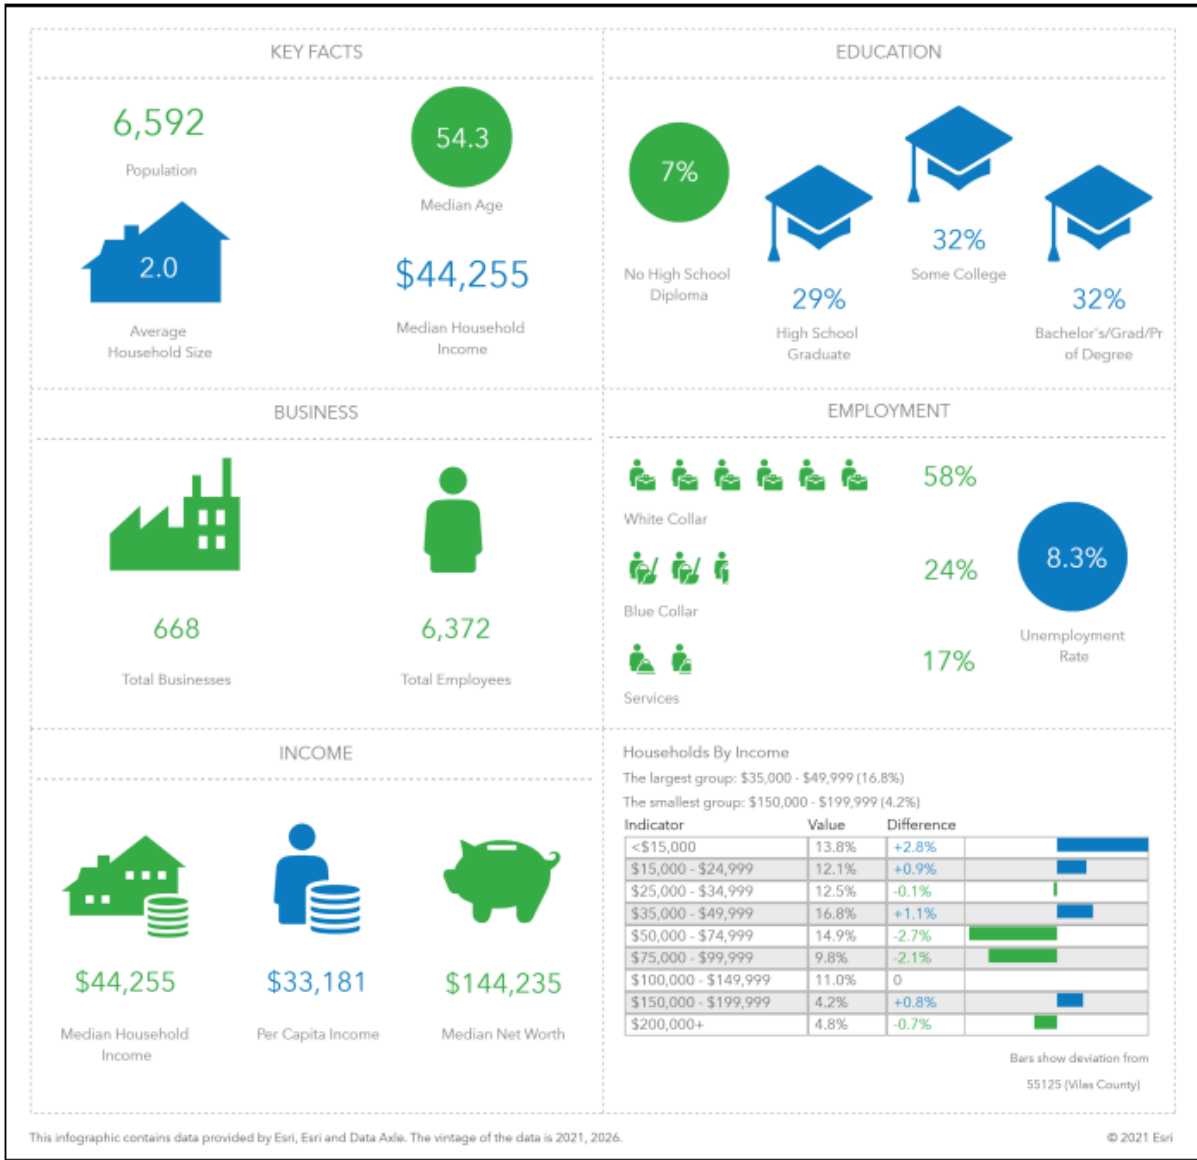 KEY FACTS
6,592
Population
54.3
Median Age
2.0
Average
Household Size
$44,255
Median Household
Income
EDUCATION
7%
No High School
Diploma
29%
High School
Graduate
32%
Some College
32%
Bachelor's/Grad/Pr
of Degree
BUSINESS
668
Total Businesses
6,372
Total Employees
EMPLOYMENT
58%
White Collar
24%
Blue Collar
17%
Services
8.3%
Unemployment
Rate
INCOME
$44,255
Median Household
Income
$33,181
Per Capita Income
$144,235
Median Net Worth
Households By Income
The largest group: $35,000 - $49,999 (16.8%)
The smallest group: $150,000 - $199,999 (4.2%)
Indicator Value Difference
<$15,000 13.8% +2.8%
$15,000 - $24,999 12.1% +0.9%
$25,000 - $34,999 12.5% -0.1%
$35,000 - $49,999 16.8% +1.1%
$50,000 - $74,999 14.9% -2.7%
$75,000 - $99,999 9.8% -2.1%
$100,000 - $149,999 11.0% 0
$150,000 - $199,999 4.2% +0.8%
$200,000+ 4.8% -0.7%
Bars show deviation from
55125 (Vilas County)
This infographic contains data provided by Esri, Esri and Data Axle. The vintage of the data is 2021, 2026.
© 2021 Esri